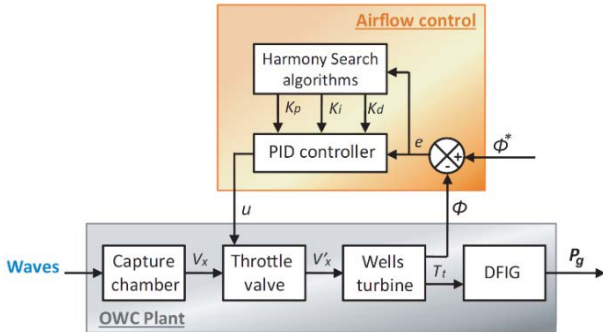 Airflow control
Harmony Search
algorithms
Kp Ki Kd
PID controller
e
+
-
Φ*
u
Φ
Waves
Capture
chamber
Vx
Throttle
valve
V'x
Wells
turbine
Tt
DFIG
Pg
OWC Plant